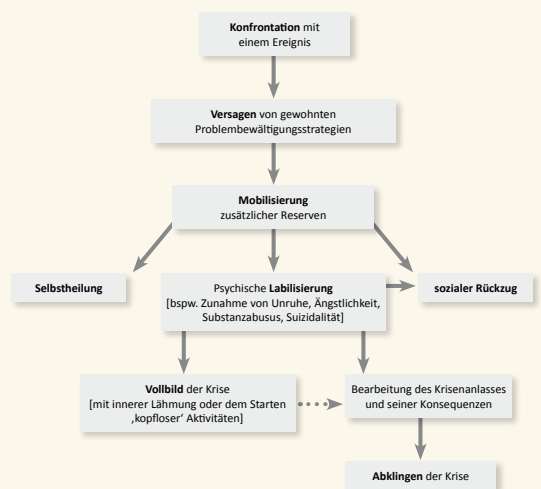 Konfrontation mit
einem Ereignis
Versagen von gewohnten
Problembewältigungsstrategien
Mobilisierung
zusätzlicher Reserven
Selbstheilung
Psychische Labilisierung
[bspw. Zunahme von Unruhe, Ängstlichkeit,
Substanzabusus, Suizidalität]
sozialer Rückzug
Vollbild der Krise
[mit innerer Lähmung oder dem Starten
‚kopfloser‘ Aktivitäten]
Bearbeitung des Krisenanlasses
und seiner Konsequenzen
Abklingen der Krise